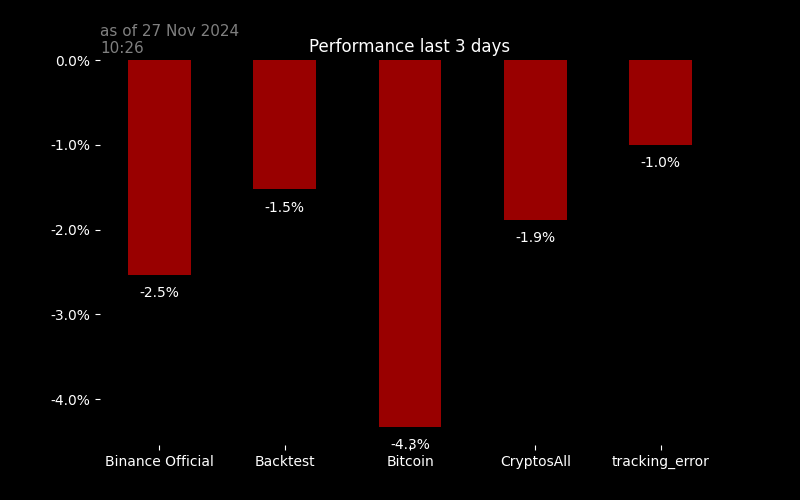 as of 27 Nov 2024
10:26
Performance last 3 days
0.0%
-1.0%
-2.0%
-3.0%
-4.0%
-2.5%
-1.5%
-4.3%
-1.9%
-1.0%
Binance Official
Backtest
Bitcoin
CryptosAll
tracking_error